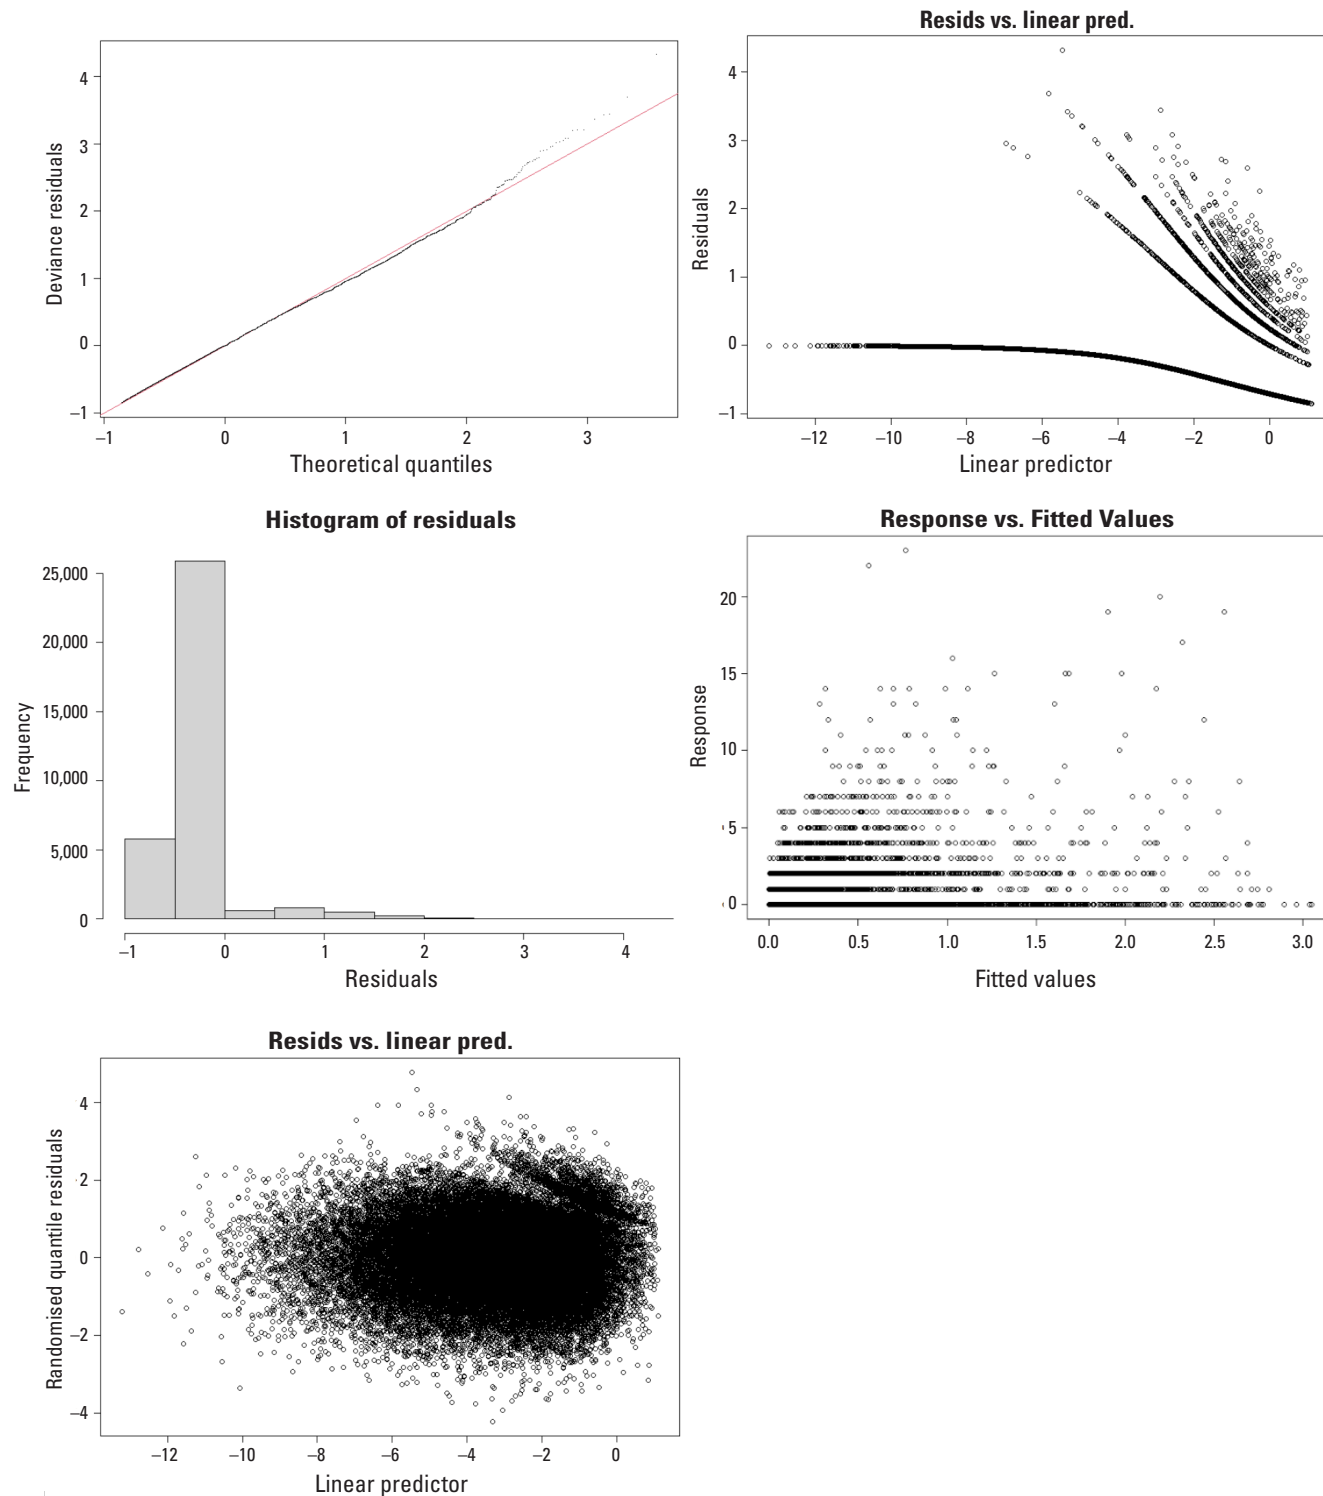 4
3
2
1
0
−1
Deviance residuals
−1 0 1 2 3
Theoretical quantiles
Resids vs. linear pred.
4
3
2
1
0
−1
Residuals
−12 −10 −8 −6 −4 −2 0
Linear predictor
Histogram of residuals
25,000
20,000
15,000
10,000
5,000
0
Frequency
−1 0 1 2 3 4
Residuals
Response vs. Fitted Values
20
15
10
5
0
Response
0.0 0.5 1.0 1.5 2.0 2.5 3.0
Fitted values
Resids vs. linear pred.
4
2
0
−2
−4
Randomised quantile residuals
−12 −10 −8 −6 −4 −2 0
Linear predictor